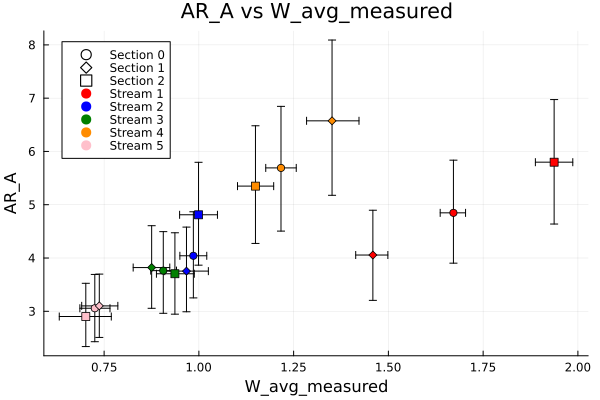 AR_A vs W_avg_measured
Section 0
Section 1
Section 2
Stream 1
Stream 2
Stream 3
Stream 4
Stream 5
AR_A
8
7
6
5
4
3
0.75
1.00
1.25
1.50
1.75
2.00
W_avg_measured